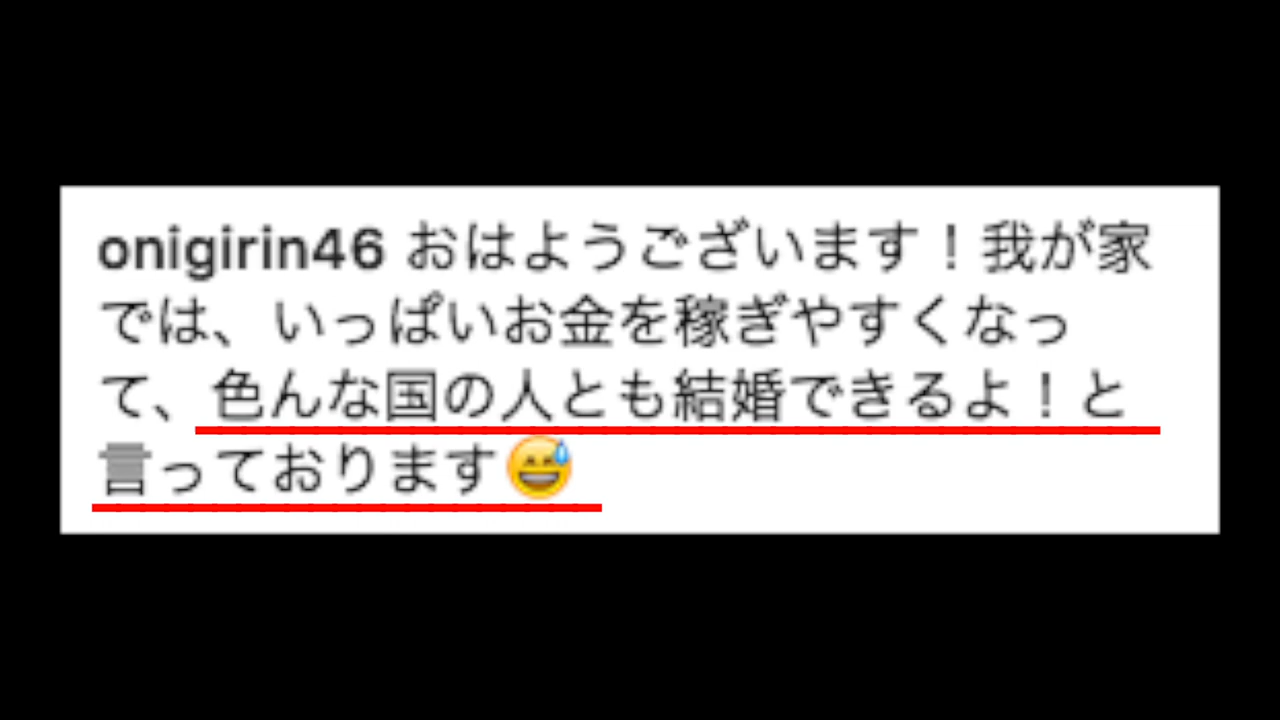 onigirin46 おはようございます！我が家
では、いっぱいお金を稼ぎやすくなっ
て、色んな国の人とも結婚できるよ！と
言っております😅